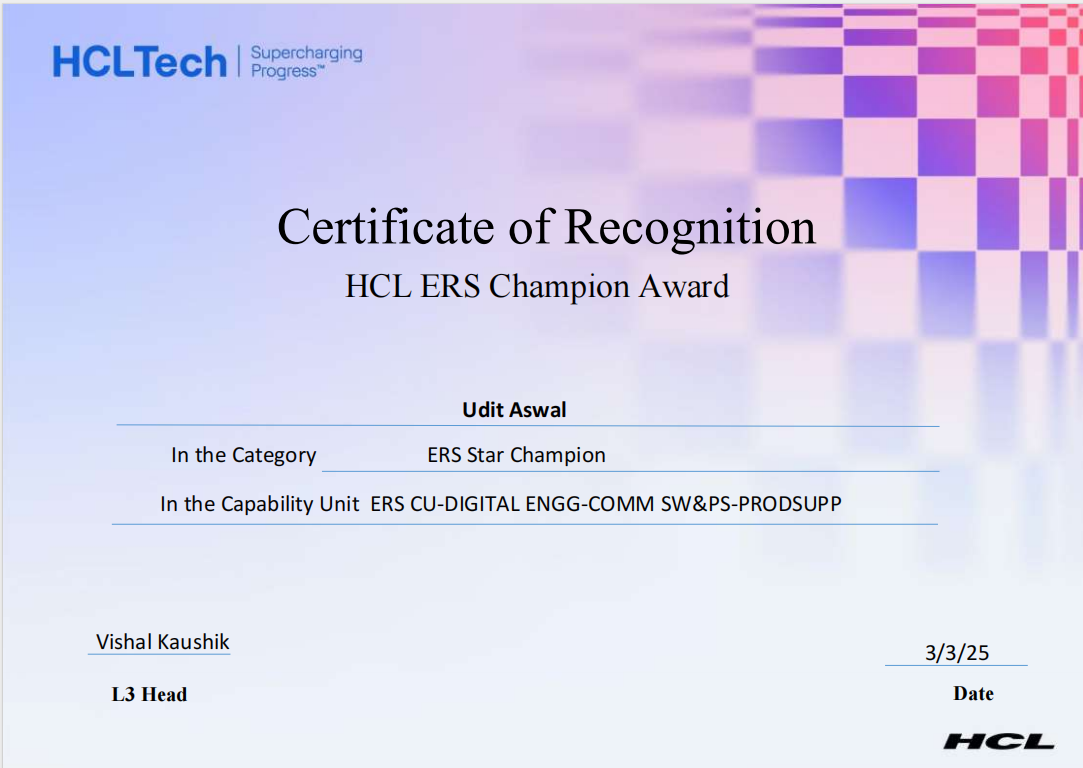 HCLTech | Supercharging
Progress™
Certificate of Recognition
HCL ERS Champion Award
Udit Aswal
In the Category ERS Star Champion
In the Capability Unit ERS CU-DIGITAL ENGG-COMM SW&PS-PRODSUPP
Vishal Kaushik
3/3/25
L3 Head
Date
HCL